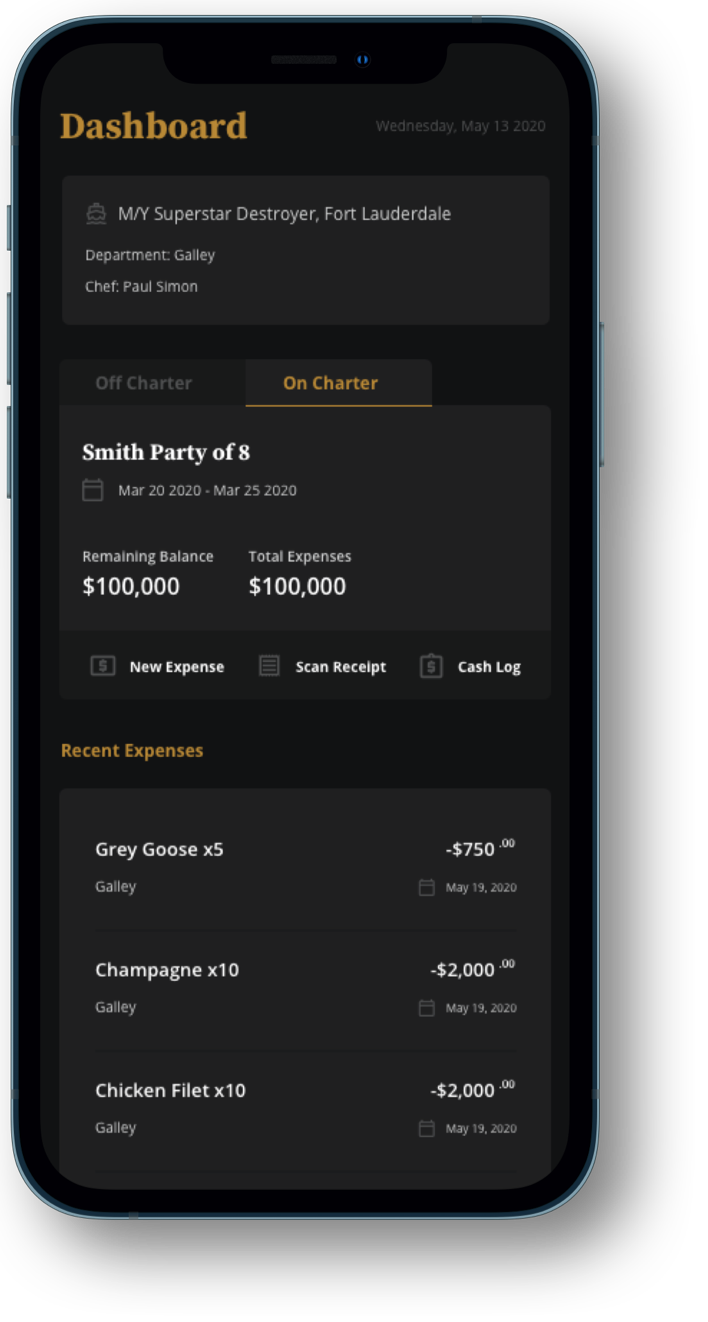 Dashboard
Wednesday, May 13 2020
M/Y Superstar Destroyer, Fort Lauderdale
Department: Galley
Chef: Paul Simon
Off Charter
On Charter
Smith Party of 8
Mar 20 2020 - Mar 25 2020
Remaining Balance
Total Expenses
$100,000
$100,000
New Expense
Scan Receipt
Cash Log
Recent Expenses
Grey Goose x5
-$750 .00
Galley
May 19, 2020
Champagne x10
-$2,000 .00
Galley
May 19, 2020
Chicken Filet x10
-$2,000 .00
Galley
May 19, 2020